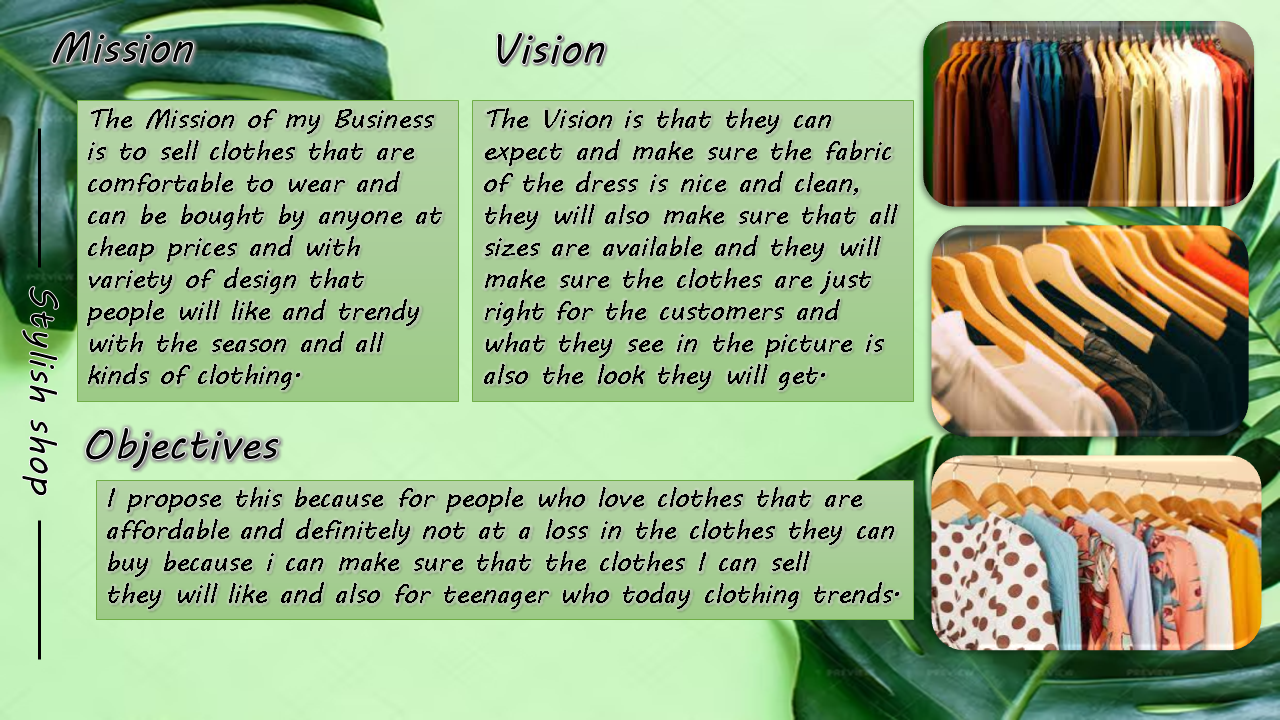 Mission
The Mission of my Business
is to sell clothes that are
comfortable to wear and
can be bought by anyone at
cheap prices and with
variety of design that
people will like and trendy
with the season and all
kinds of clothing.
Vision
The Vision is that they can
expect and make sure the fabric
of the dress is nice and clean,
they will also make sure that all
sizes are available and they will
make sure the clothes are just
right for the customers and
what they see in the picture is
also the look they will get.
Stylish shop
Objectives
I propose this because for people who love clothes that are
affordable and definitely not at a loss in the clothes they can
buy because i can make sure that the clothes I can sell
they will like and also for teenager who today clothing trends.
PREVIEW
PREVIEW
PREVIEW
PREVIEW